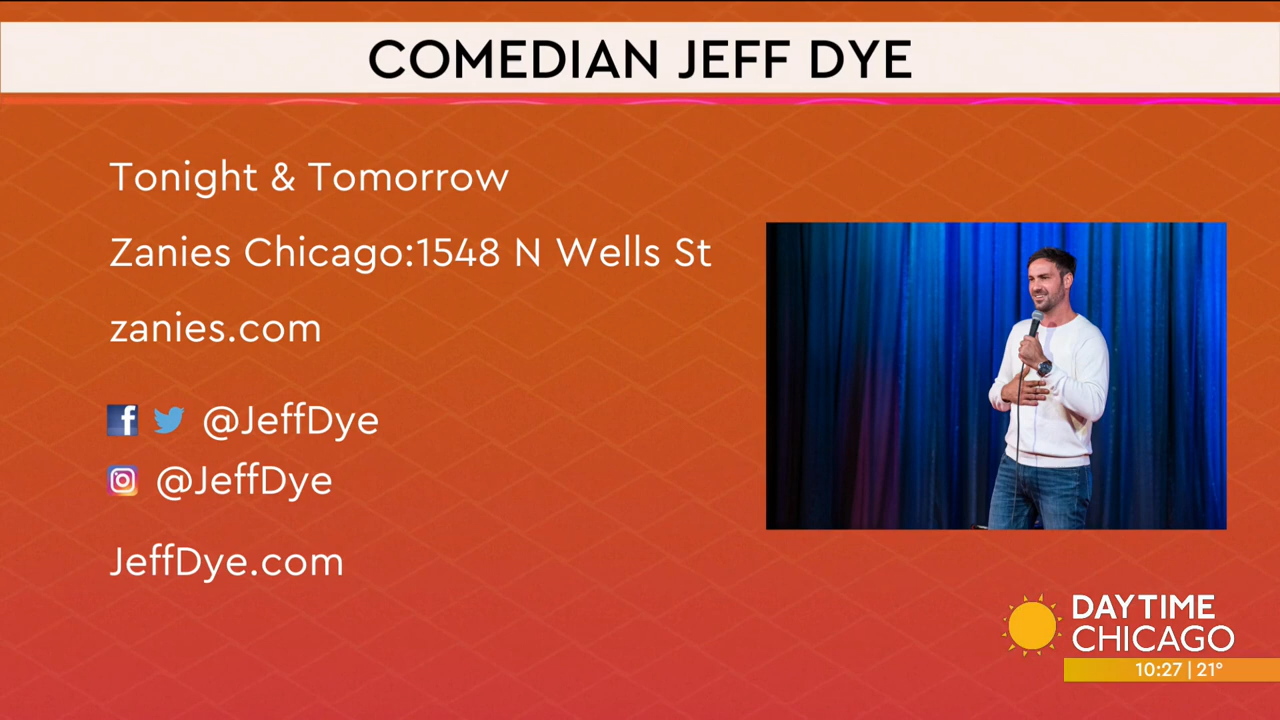 COMEDIAN JEFF DYE
Tonight & Tomorrow
Zanies Chicago:1548 N Wells St
zanies.com
@JeffDye
@JeffDye
JeffDye.com
DAYTIME
CHICAGO
10:27 | 21°